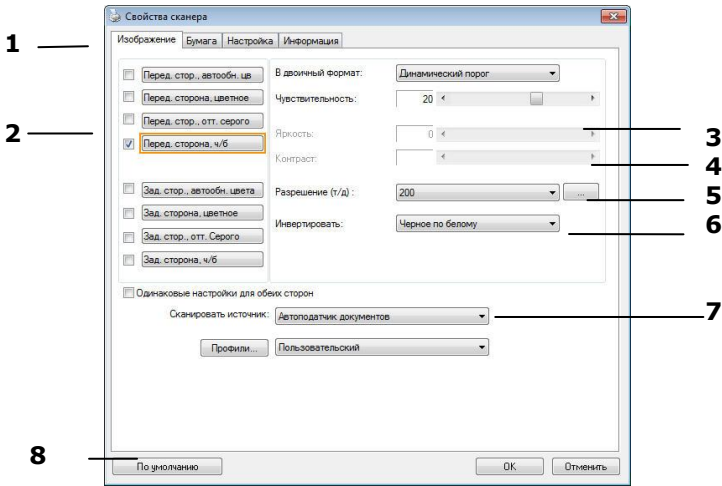 Свойства сканера
1
Изображение Бумага Настройка Информация
Перед. стор., автообн. цв
В двоичный формат: Динамический порог
Перед. сторона, цветное
Чувствительность: 20
Перед. стор., отт. серого
2
Яркость: 0
3
Перед. сторона, ч/б
Контраст:
4
Зад. стор., автообн. цвета
Разрешение (т/д) : 200 ...
5
Зад. сторона, цветное
Инвертировать: Черное по белому
6
Зад. стор., отт. Серого
Зад. сторона, ч/б
Одинаковые настройки для обеих сторон
Сканировать источник: Автоподатчик документов
7
Профили... Пользовательский
8
По умолчанию OK Отменить